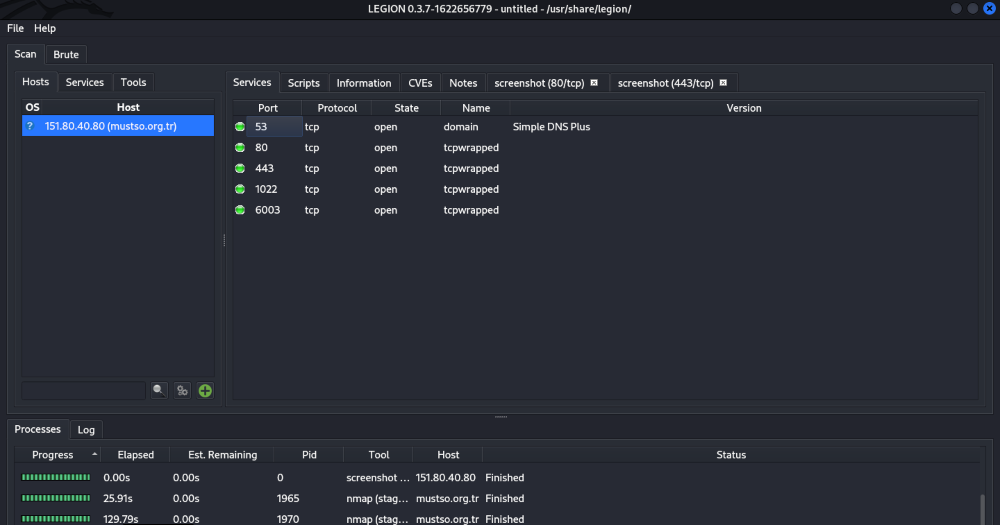 LEGION 0.3.7-1622656779 - untitled - /usr/share/legion/
File Help
Scan Brute
Hosts Services Tools
OS Host
? 151.80.40.80 (mustso.org.tr)
Services Scripts Information CVEs Notes screenshot (80/tcp) screenshot (443/tcp)
Port Protocol State Name Version
53 tcp open domain Simple DNS Plus
80 tcp open tcpwrapped
443 tcp open tcpwrapped
1022 tcp open tcpwrapped
6003 tcp open tcpwrapped
Processes Log
Progress Elapsed Est. Remaining Pid Tool Host Status
0.00s 0.00s 0 screenshot ... 151.80.40.80 Finished
25.91s 0.00s 1965 nmap (stag... mustso.org.tr Finished
129.79s 0.00s 1970 nmap (stag... mustso.org.tr Finished